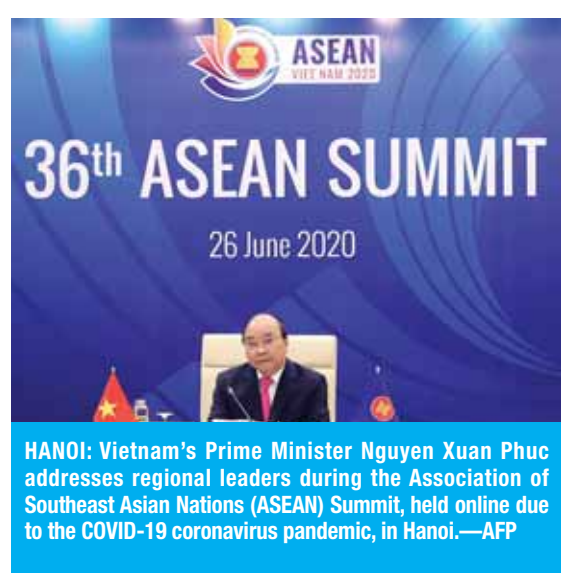 ASEAN
VIET NAM 2020
36th ASEAN SUMMIT
26 June 2020
HANOI: Vietnam's Prime Minister Nguyen Xuan Phuc
addresses regional leaders during the Association of
Southeast Asian Nations (ASEAN) Summit, held online due
to the COVID-19 coronavirus pandemic, in Hanoi.—AFP